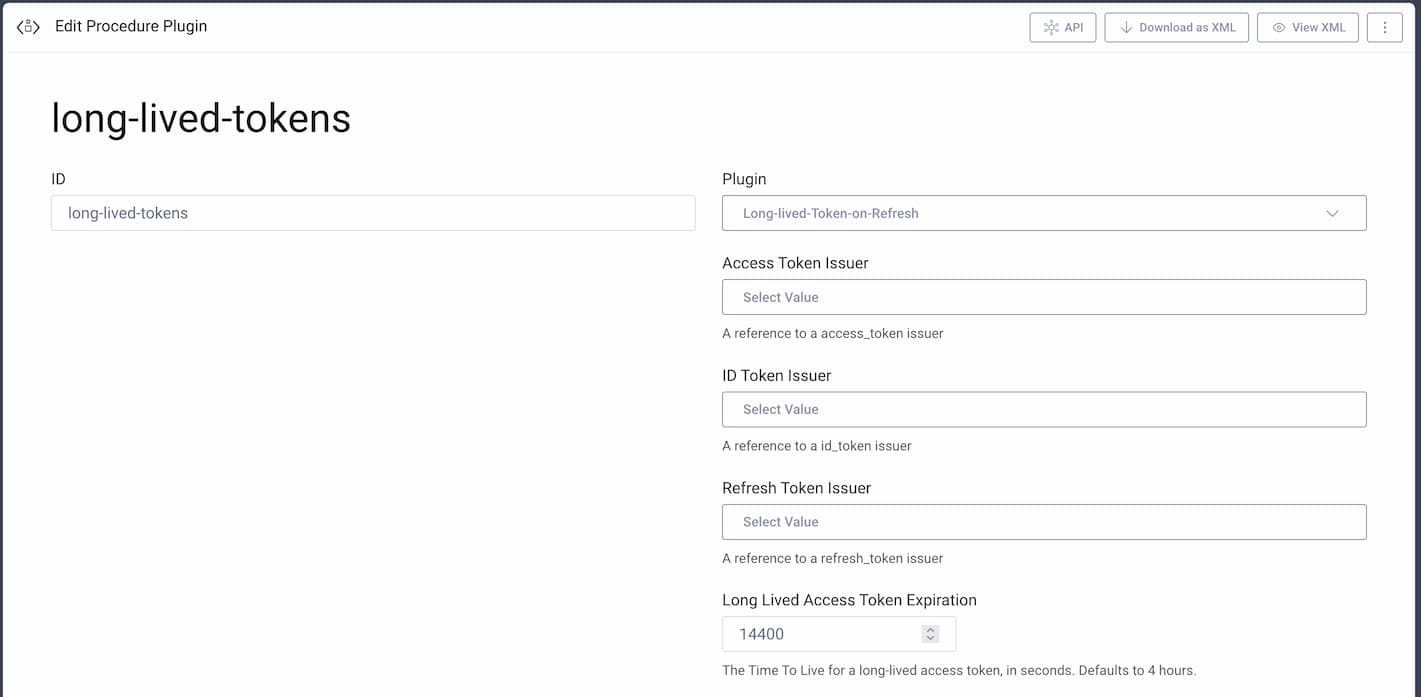 Edit Procedure Plugin
API
Download as XML
View XML
long-lived-tokens
ID
long-lived-tokens
Plugin
Long-lived-Token-on-Refresh
Access Token Issuer
Select Value
A reference to a access_token issuer
ID Token Issuer
Select Value
A reference to a id_token issuer
Refresh Token Issuer
Select Value
A reference to a refresh_token issuer
Long Lived Access Token Expiration
14400
The Time To Live for a long-lived access token, in seconds. Defaults to 4 hours.